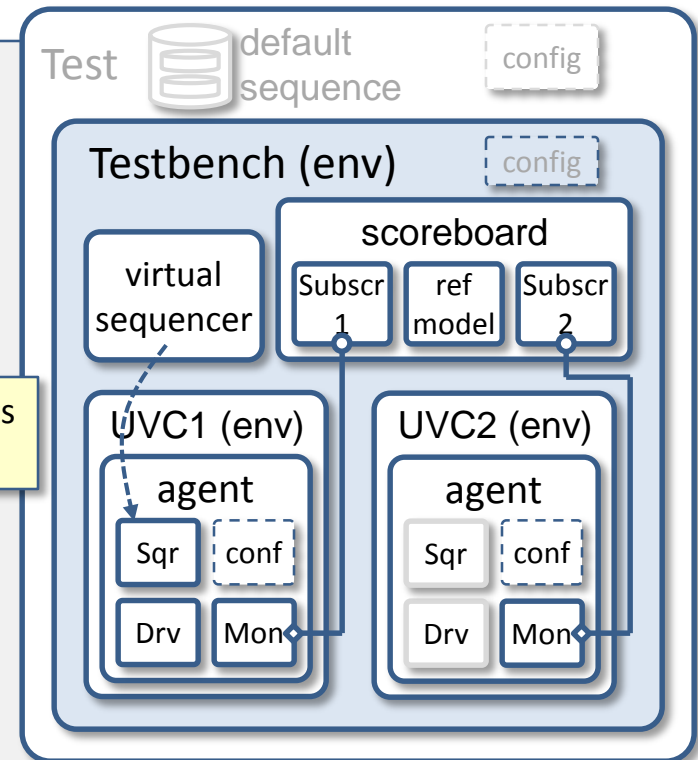 Test
default
sequence
config
Testbench (env)
config
scoreboard
virtual
sequencer
Subscr
1
ref
model
Subscr
2
s
UVC1 (env)
UVC2 (env)
agent
agent
Sqr
conf
Sqr
conf
Drv
Mon
Drv
Mon